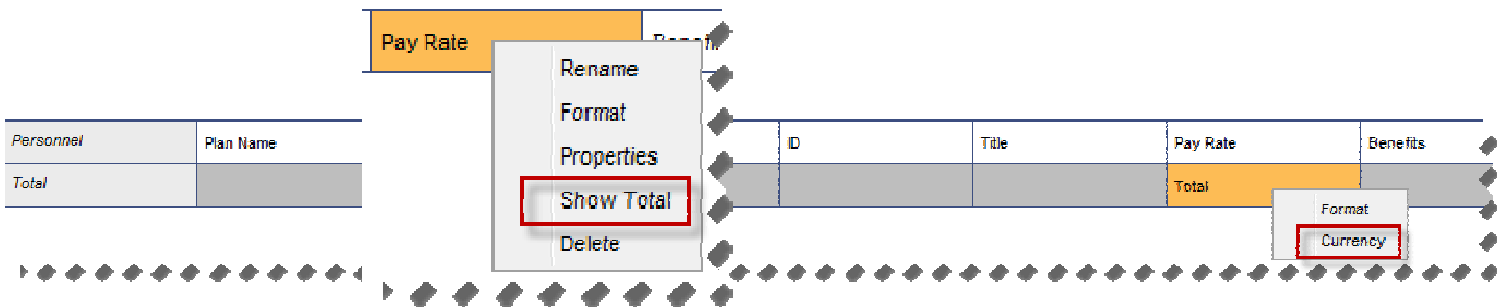 Pay Rate Benefi
Rename
Format
Properties
Show Total
Delete
Personnel Plan Name ID Title Pay Rate Benefits
Total Total
Format
Currency